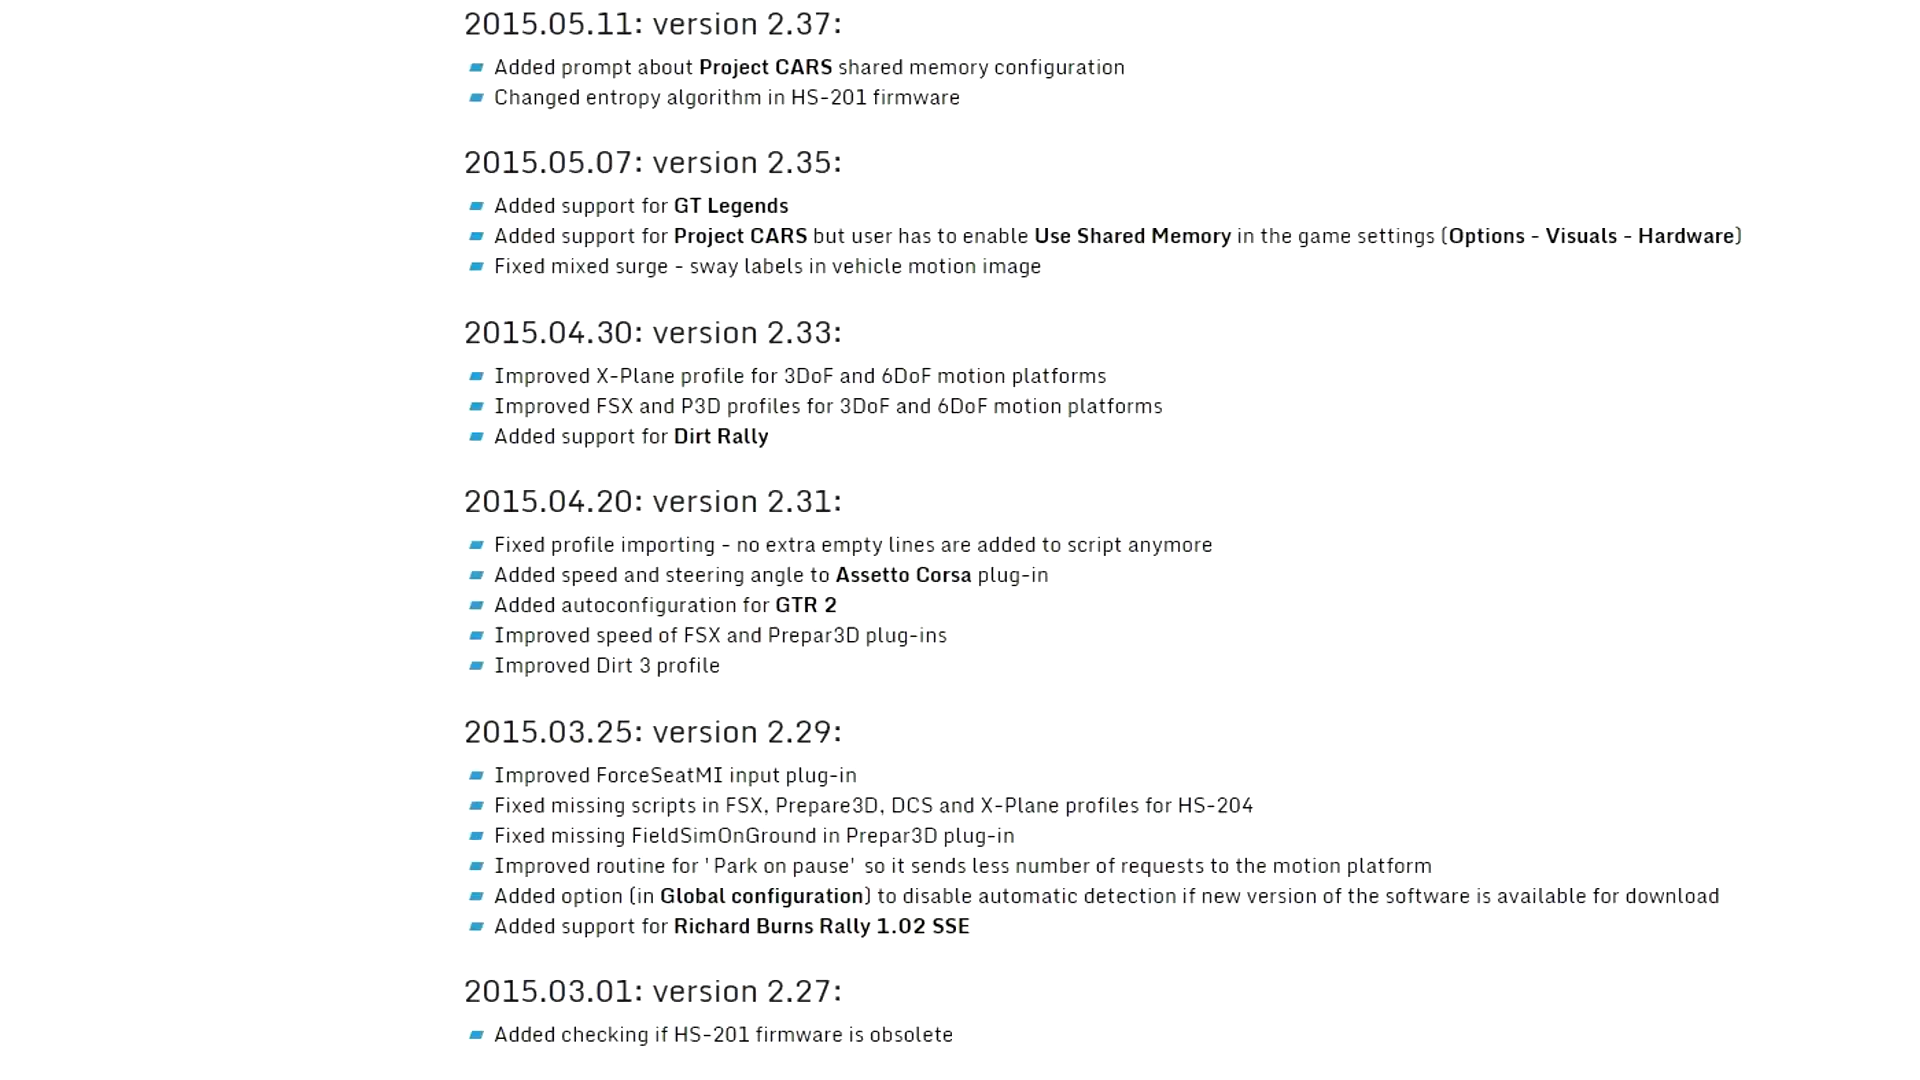 2015.05.11: version 2.37:
Added prompt about Project CARS shared memory configuration
Changed entropy algorithm in HS-201 firmware
2015.05.07: version 2.35:
Added support for GT Legends
Added support for Project CARS but user has to enable Use Shared Memory in the game settings (Options - Visuals - Hardware)
Fixed mixed surge - sway labels in vehicle motion image
2015.04.30: version 2.33:
Improved X-Plane profile for 3DoF and 6DoF motion platforms
Improved FSX and P3D profiles for 3DoF and 6DoF motion platforms
Added support for Dirt Rally
2015.04.20: version 2.31:
Fixed profile importing - no extra empty lines are added to script anymore
Added speed and steering angle to Assetto Corsa plug-in
Added autoconfiguration for GTR 2
Improved speed of FSX and Prepar3D plug-ins
Improved Dirt 3 profile
2015.03.25: version 2.29:
Improved ForceSeatMI input plug-in
Fixed missing scripts in FSX, Prepare3D, DCS and X-Plane profiles for HS-204
Fixed missing FieldSimOnGround in Prepar3D plug-in
Improved routine for 'Park on pause' so it sends less number of requests to the motion platform
Added option (in Global configuration) to disable automatic detection if new version of the software is available for download
Added support for Richard Burns Rally 1.02 SSE
2015.03.01: version 2.27:
Added checking if HS-201 firmware is obsolete